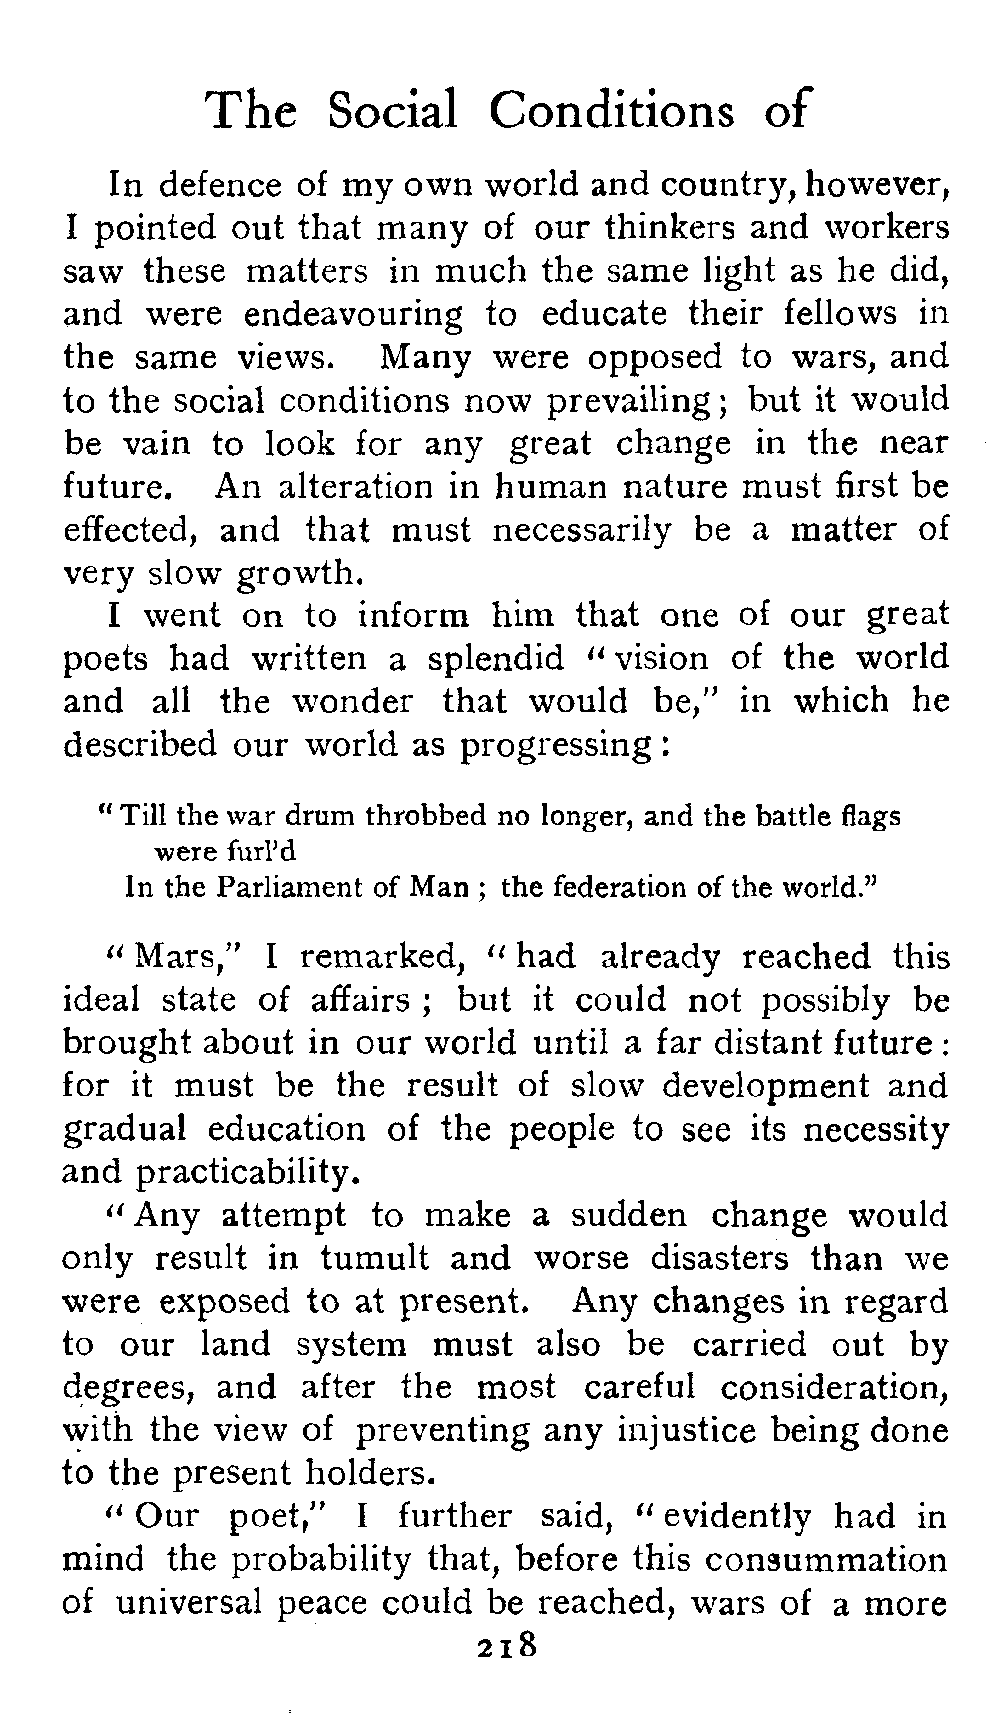 The Social Conditions of
In defence of my own world and country, however,
I pointed out that many of our thinkers and workers
saw these matters in much the same light as he did,
and were endeavouring to educate their fellows in
the same views. Many were opposed to wars, and
to the social conditions now prevailing; but it would
be vain to look for any great change in the near
future. An alteration in human nature must first be
effected, and that must necessarily be a matter of
very slow growth.
I went on to inform him that one of our great
poets had written a splendid "vision of the world
and all the wonder that would be," in which he
described our world as progressing:
"Till the war drum throbbed no longer, and the battle flags
were furl'd
In the Parliament of Man; the federation of the world."
"Mars," I remarked, "had already reached this
ideal state of affairs; but it could not possibly be
brought about in our world until a far distant future:
for it must be the result of slow development and
gradual education of the people to see its necessity
and practicability.
"Any attempt to make a sudden change would
only result in tumult and worse disasters than we
were exposed to at present. Any changes in regard
to our land system must also be carried out by
degrees, and after the most careful consideration,
with the view of preventing any injustice being done
to the present holders.
"Our poet," I further said, "evidently had in
mind the probability that, before this consummation
of universal peace could be reached, wars of a more
218